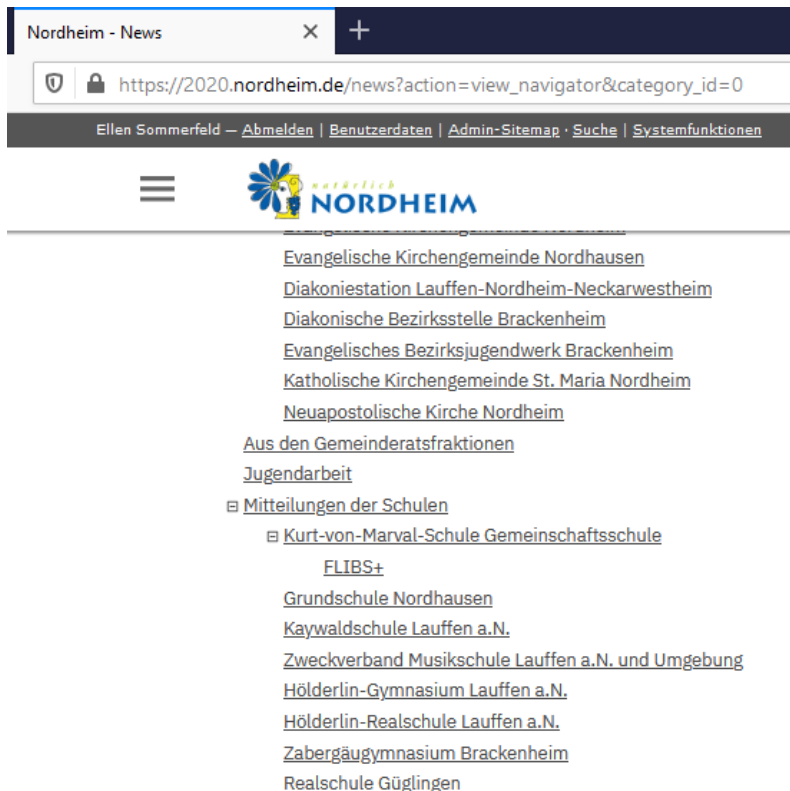 Nordheim - News
https://2020.nordheim.de/news?action=view_navigator&category_id=0
Ellen Sommerfeld — Abmelden | Benutzerdaten | Admin-Sitemap · Suche | Systemfunktionen
natürlich
NORDHEIM
Evangelische Kirchengemeinde Nordheim
Evangelische Kirchengemeinde Nordhausen
Diakoniestation Lauffen-Nordheim-Neckarwestheim
Diakonische Bezirksstelle Brackenheim
Evangelisches Bezirksjugendwerk Brackenheim
Katholische Kirchengemeinde St. Maria Nordheim
Neuapostolische Kirche Nordheim
Aus den Gemeinderatsfraktionen
Jugendarbeit
Mitteilungen der Schulen
Kurt-von-Marval-Schule Gemeinschaftsschule
FLIBS+
Grundschule Nordhausen
Kaywaldschule Lauffen a.N.
Zweckverband Musikschule Lauffen a.N. und Umgebung
Hölderlin-Gymnasium Lauffen a.N.
Hölderlin-Realschule Lauffen a.N.
Zabergäugymnasium Brackenheim
Realschule Güglingen